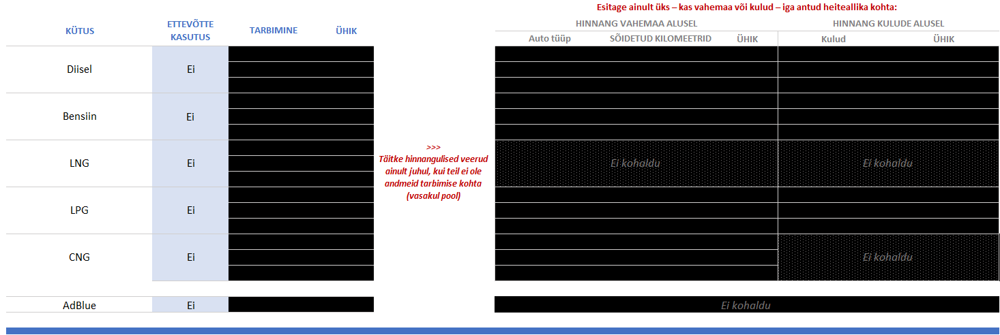 Esitage ainult üks – kas vahemaa või kulud – iga antud heiteallika kohta:
KÜTUS
ETTEVÕTTE
KASUTUS
TARBIMINE
ÜHIK
HINNANG VAHEMAA ALUSEL
HINNANG KULUDE ALUSEL
Auto tüüp
SÕIDETUD KILOMEETRID
ÜHIK
Kulud
ÜHIK
Diisel
Ei
Bensiin
Ei
>>>
Täitke hinnangulised veerud
ainult juhul, kui teil ei ole
andmeid tarbimise kohta
(vasakul pool)
LNG
Ei
Ei kohaldu
Ei kohaldu
LPG
Ei
CNG
Ei
Ei kohaldu
AdBlue
Ei
Ei kohaldu